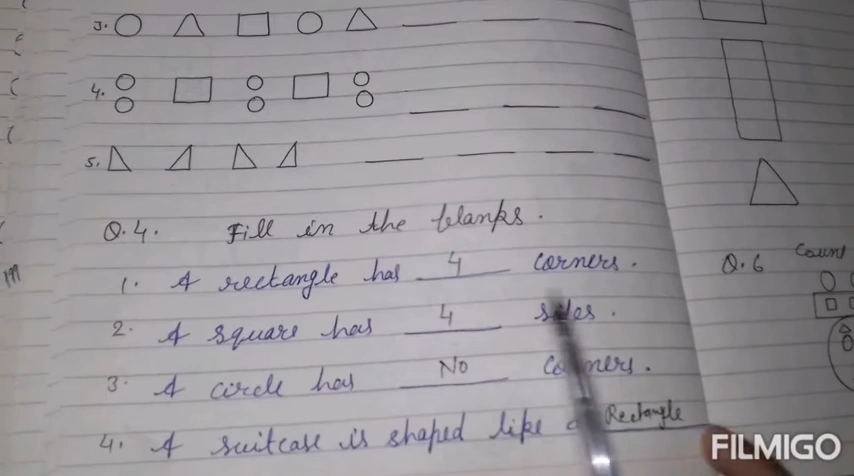 3.
4.
5.
Q.4. Fill in the blanks.
1. A rectangle has 4 corners.
2. A square has 4 sides.
3. A circle has No corners.
4. A suitcase is shaped like a Rectangle
Q.6 Count
FILMIGO